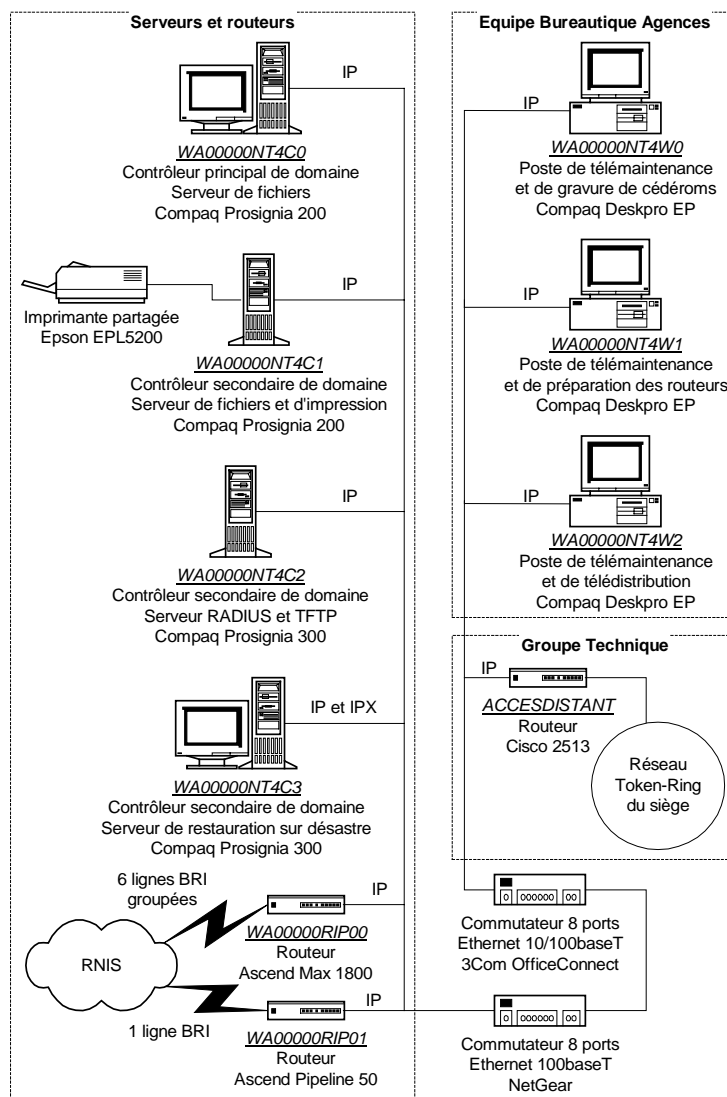 Serveurs et routeurs
IP
WA00000NT4C0
Contrôleur principal de domaine
Serveur de fichiers
Compaq Prosignia 200
IP
Imprimante partagée
Epson EPL5200
WA00000NT4C1
Contrôleur secondaire de domaine
Serveur de fichiers et d'impression
Compaq Prosignia 200
IP
WA00000NT4C2
Contrôleur secondaire de domaine
Serveur RADIUS et TFTP
Compaq Prosignia 300
IP et IPX
WA00000NT4C3
Contrôleur secondaire de domaine
Serveur de restauration sur désastre
Compaq Prosignia 300
6 lignes BRI
groupées
IP
WA00000RIP00
Routeur
Ascend Max 1800
RNIS
1 ligne BRI
IP
WA00000RIP01
Routeur
Ascend Pipeline 50
Equipe Bureautique Agences
IP
WA00000NT4W0
Poste de télémaintenance
et de gravure de cédéroms
Compaq Deskpro EP
IP
WA00000NT4W1
Poste de télémaintenance
et de préparation des routeurs
Compaq Deskpro EP
IP
WA00000NT4W2
Poste de télémaintenance
et de télédistribution
Compaq Deskpro EP
Groupe Technique
IP
ACCESDISTANT
Routeur
Cisco 2513
Réseau
Token-Ring
du siège
Commutateur 8 ports
Ethernet 10/100baseT
3Com OfficeConnect
Commutateur 8 ports
Ethernet 100baseT
NetGear